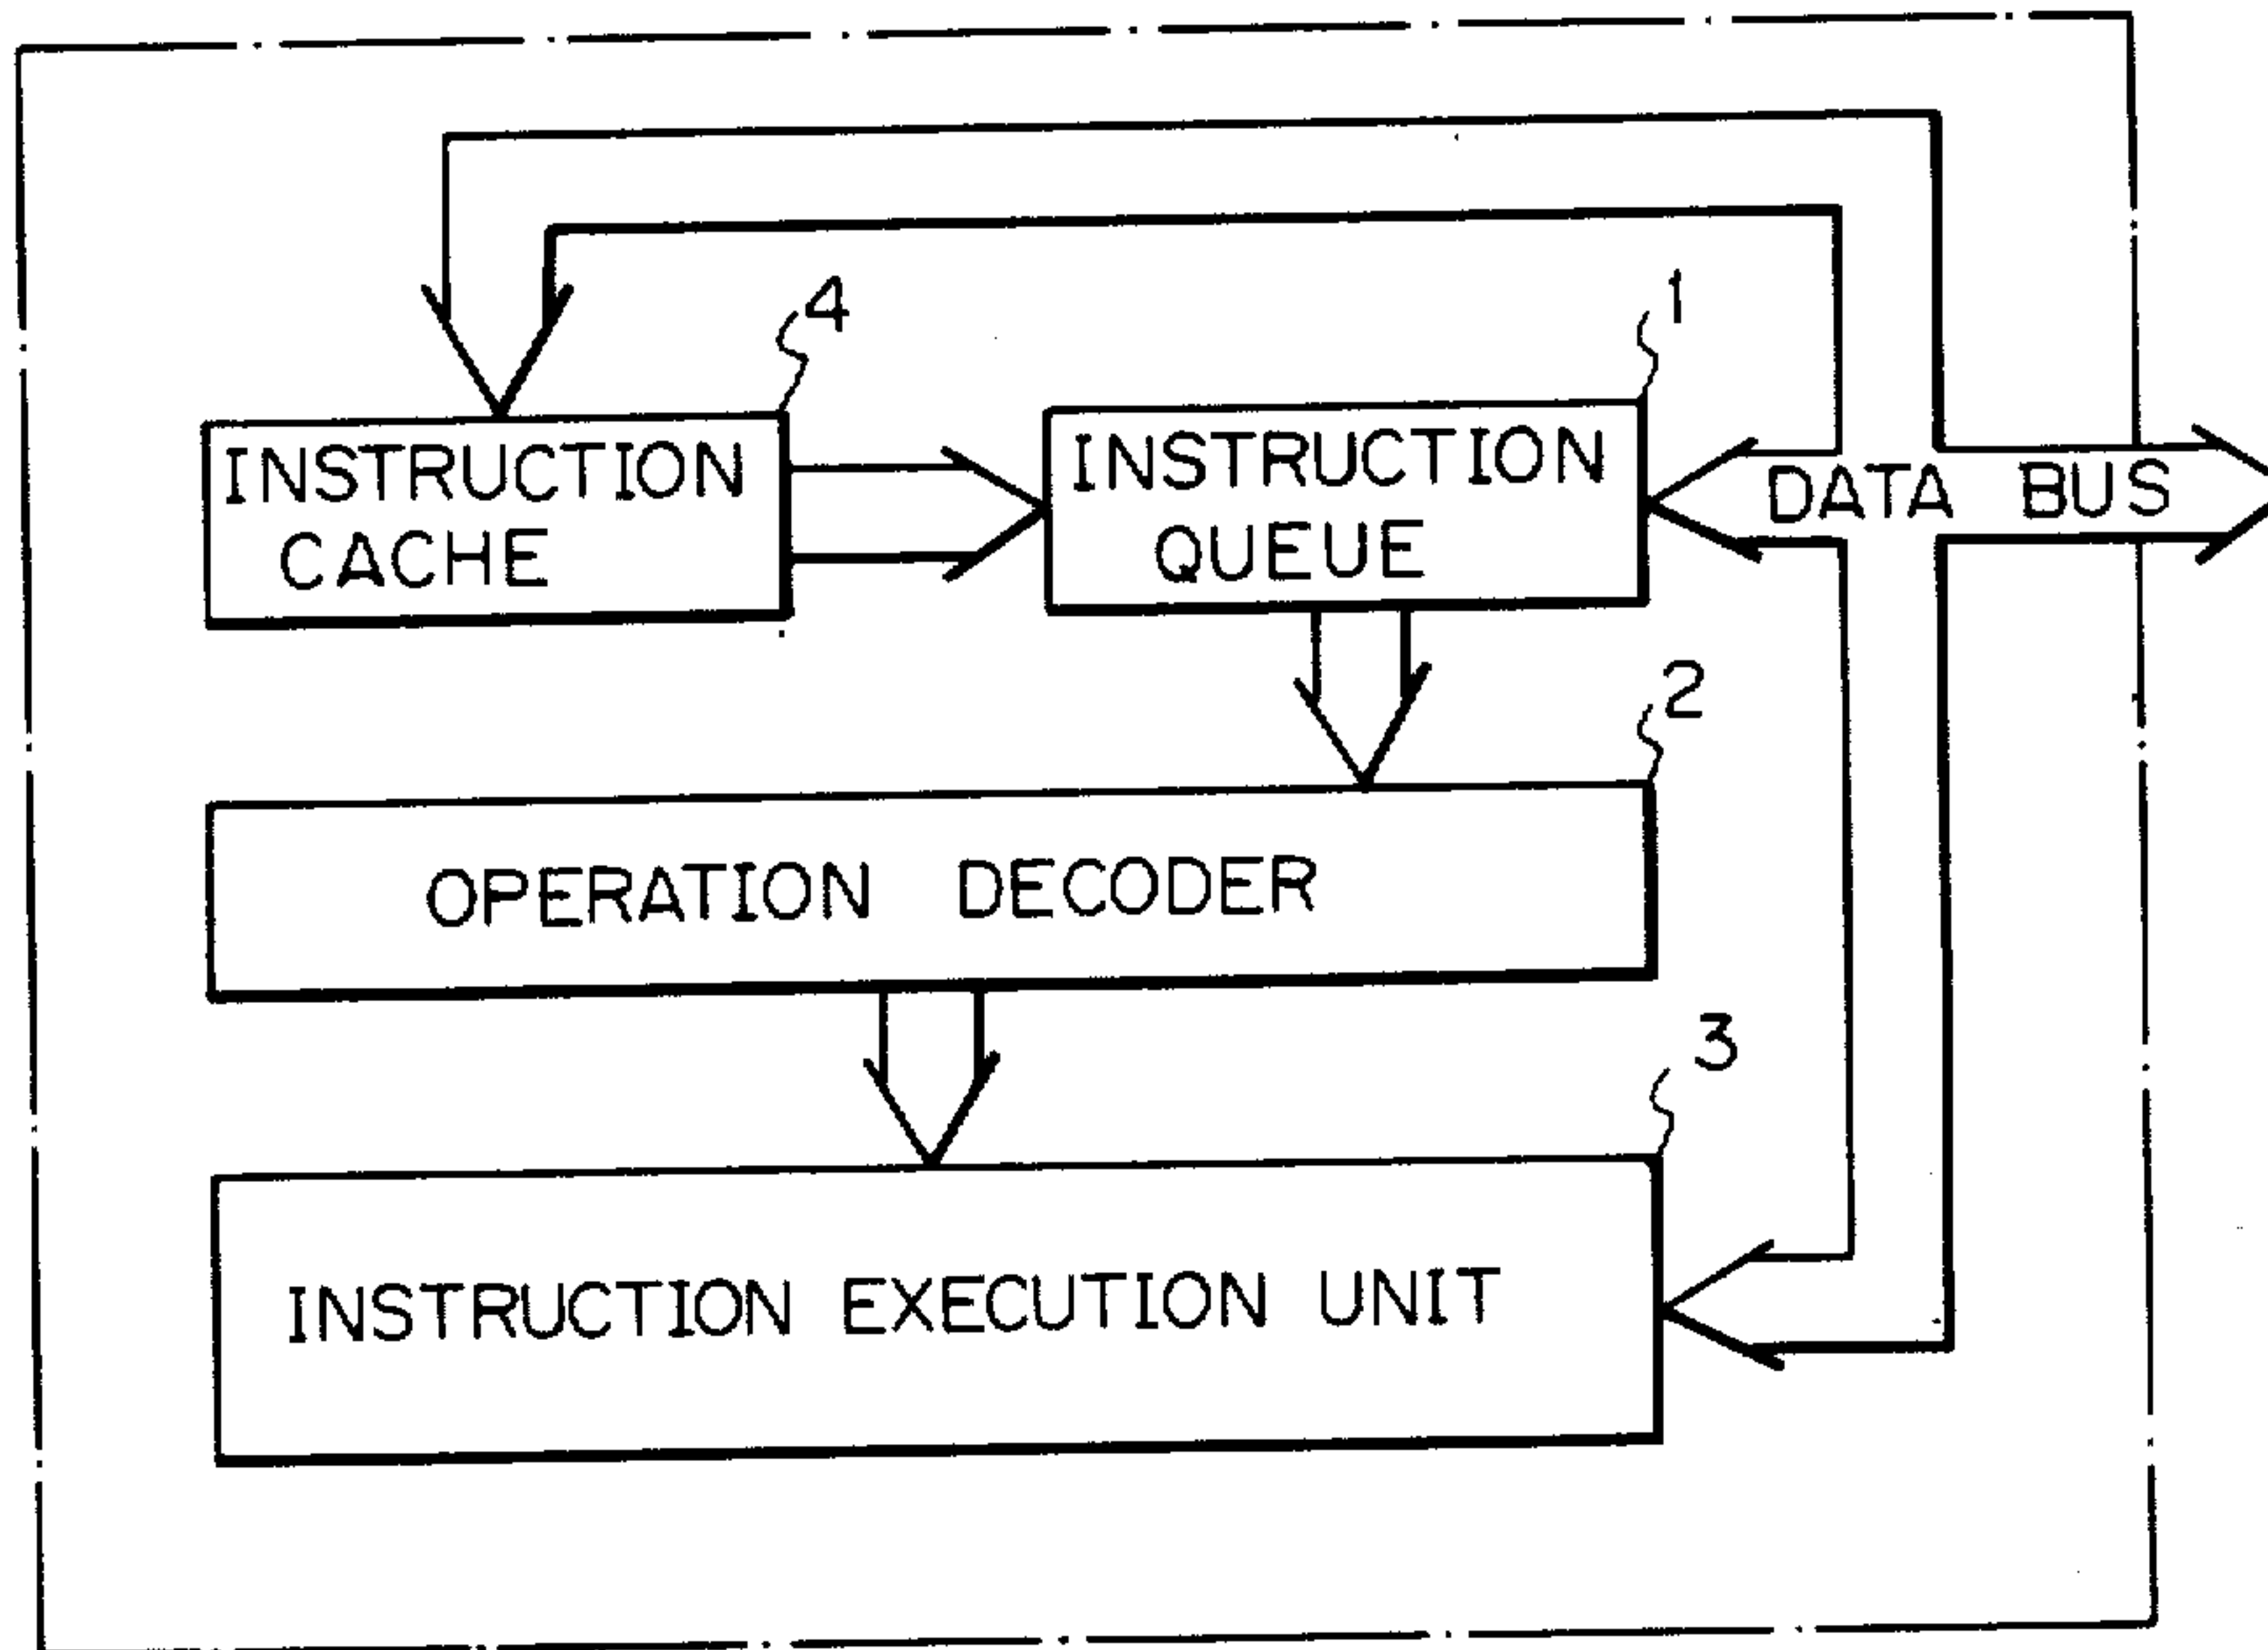 4
1
INSTRUCTION
CACHE
INSTRUCTION
QUEUE
DATA BUS
2
OPERATION DECODER
3
INSTRUCTION EXECUTION UNIT